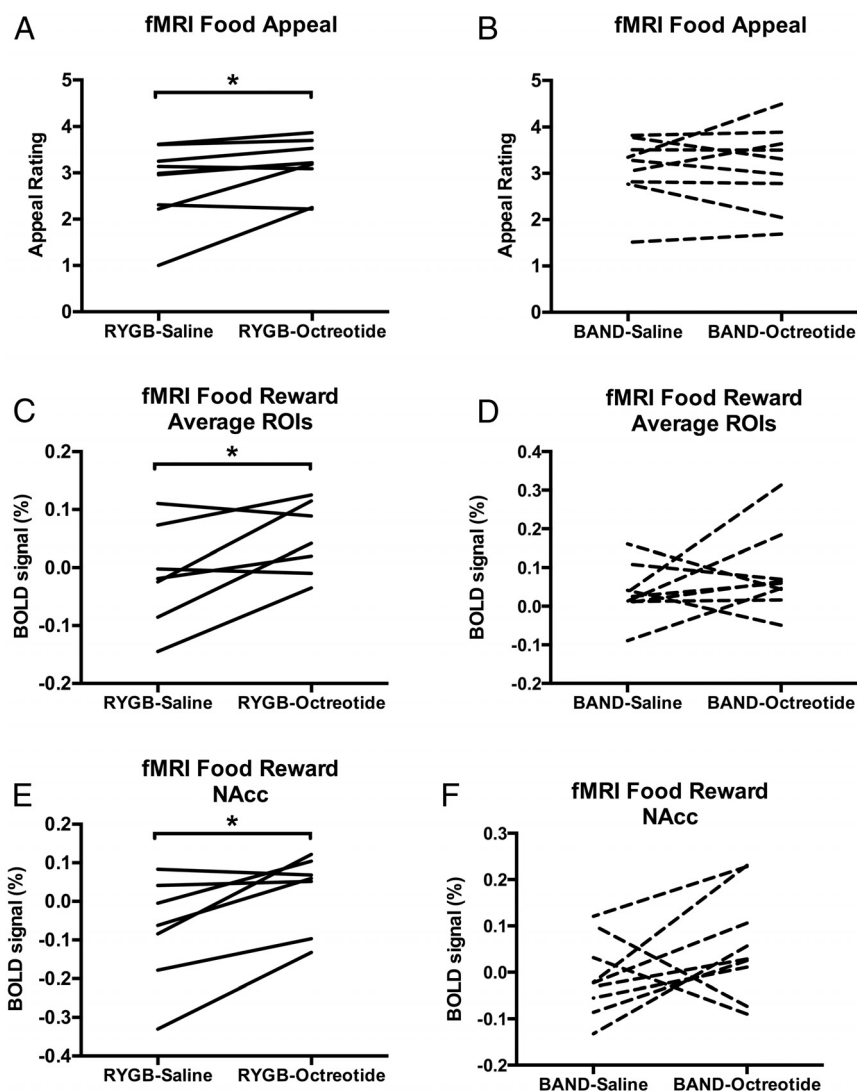 A
fMRI Food Appeal
5
4
3
2
1
0
Appeal Rating
*
RYGB-Saline
RYGB-Octreotide
B
fMRI Food Appeal
5
4
3
2
1
0
Appeal Rating
BAND-Saline
BAND-Octreotide
C
fMRI Food Reward
Average ROIs
0.2
0.1
0.0
-0.1
-0.2
BOLD signal (%)
*
RYGB-Saline
RYGB-Octreotide
D
fMRI Food Reward
Average ROIs
0.4
0.3
0.2
0.1
0.0
-0.1
-0.2
BOLD signal (%)
BAND-Saline
BAND-Octreotide
E
fMRI Food Reward
NAcc
0.2
0.1
0.0
-0.1
-0.2
-0.3
-0.4
BOLD signal (%)
*
RYGB-Saline
RYGB-Octreotide
F
fMRI Food Reward
NAcc
0.3
0.2
0.1
0.0
-0.1
-0.2
BOLD signal (%)
BAND-Saline
BAND-Octreotide